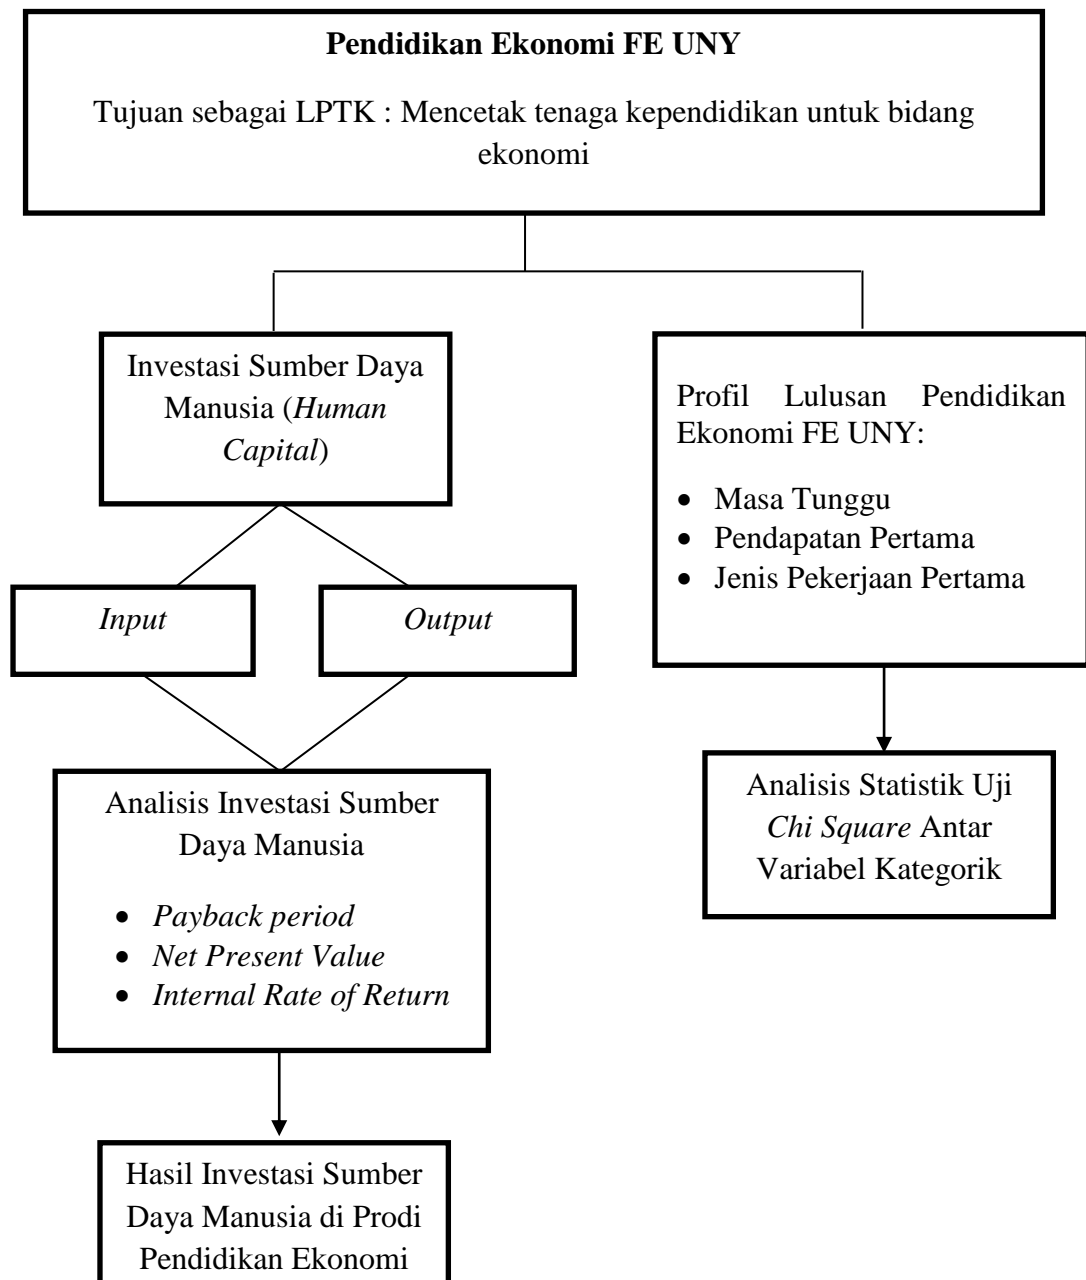 Pendidikan Ekonomi FE UNY
Tujuan sebagai LPTK : Mencetak tenaga kependidikan untuk bidang
ekonomi
Investasi Sumber Daya
Manusia (Human
Capital)
Profil Lulusan Pendidikan
Ekonomi FE UNY:
• Masa Tunggu
• Pendapatan Pertama
• Jenis Pekerjaan Pertama
Input
Output
Analisis Investasi Sumber
Daya Manusia
• Payback period
• Net Present Value
• Internal Rate of Return
Analisis Statistik Uji
Chi Square Antar
Variabel Kategorik
Hasil Investasi Sumber
Daya Manusia di Prodi
Pendidikan Ekonomi